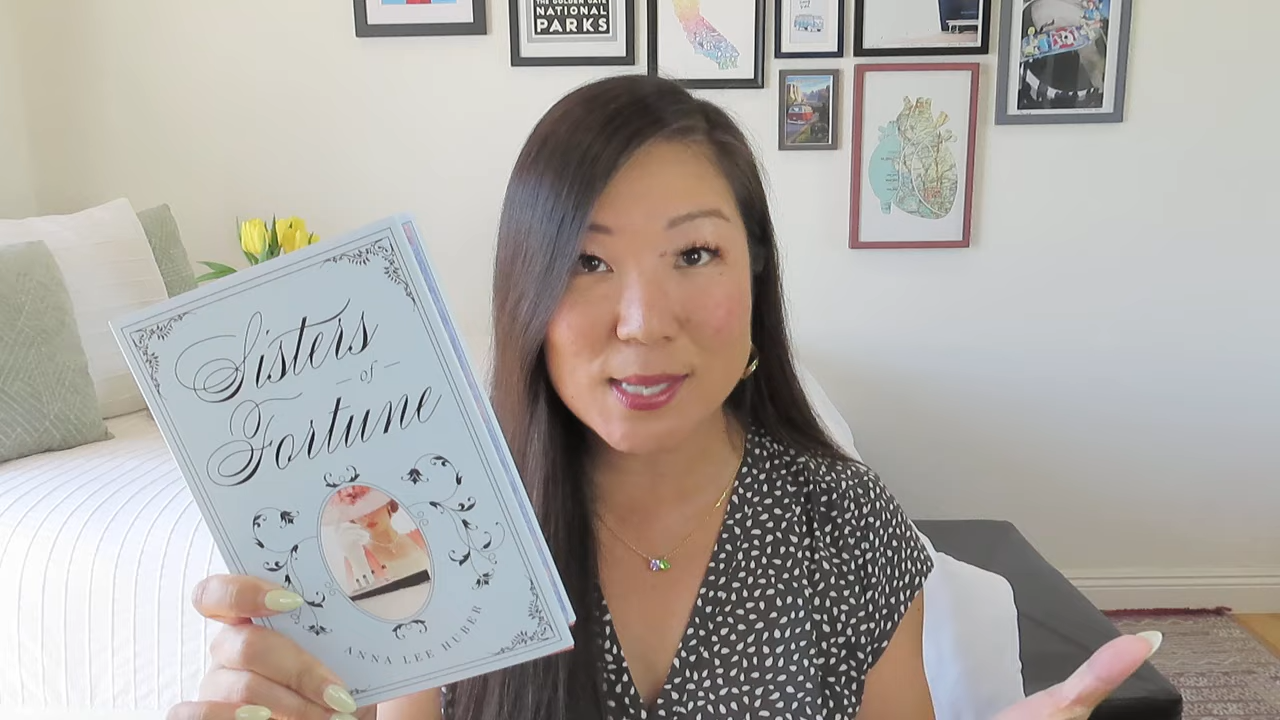 THE GOLDEN GATE
NATIONAL
PARKS
Sisters
of
Fortune
ANNA LEE HUBER